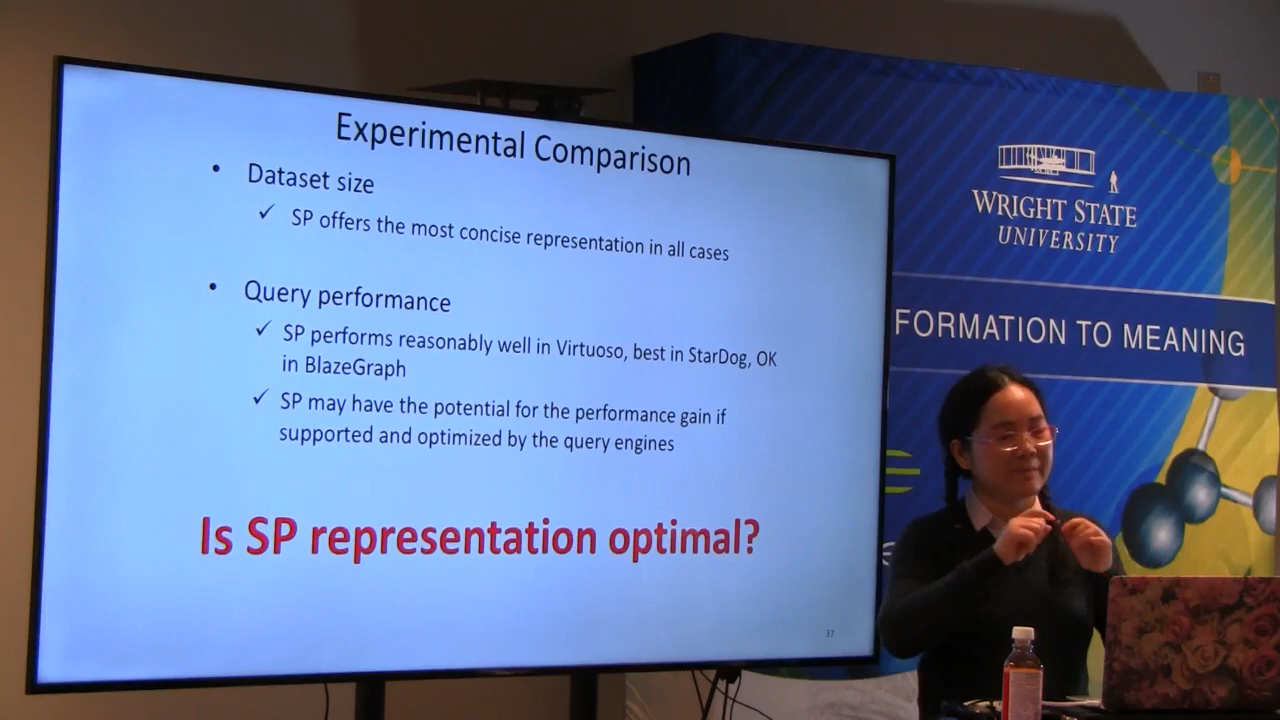 Experimental Comparison
• Dataset size
✓ SP offers the most concise representation in all cases
• Query performance
✓ SP performs reasonably well in Virtuoso, best in StarDog, OK
in BlazeGraph
✓ SP may have the potential for the performance gain if
supported and optimized by the query engines
Is SP representation optimal?
37
WRIGHT STATE
UNIVERSITY
FORMATION TO MEANING